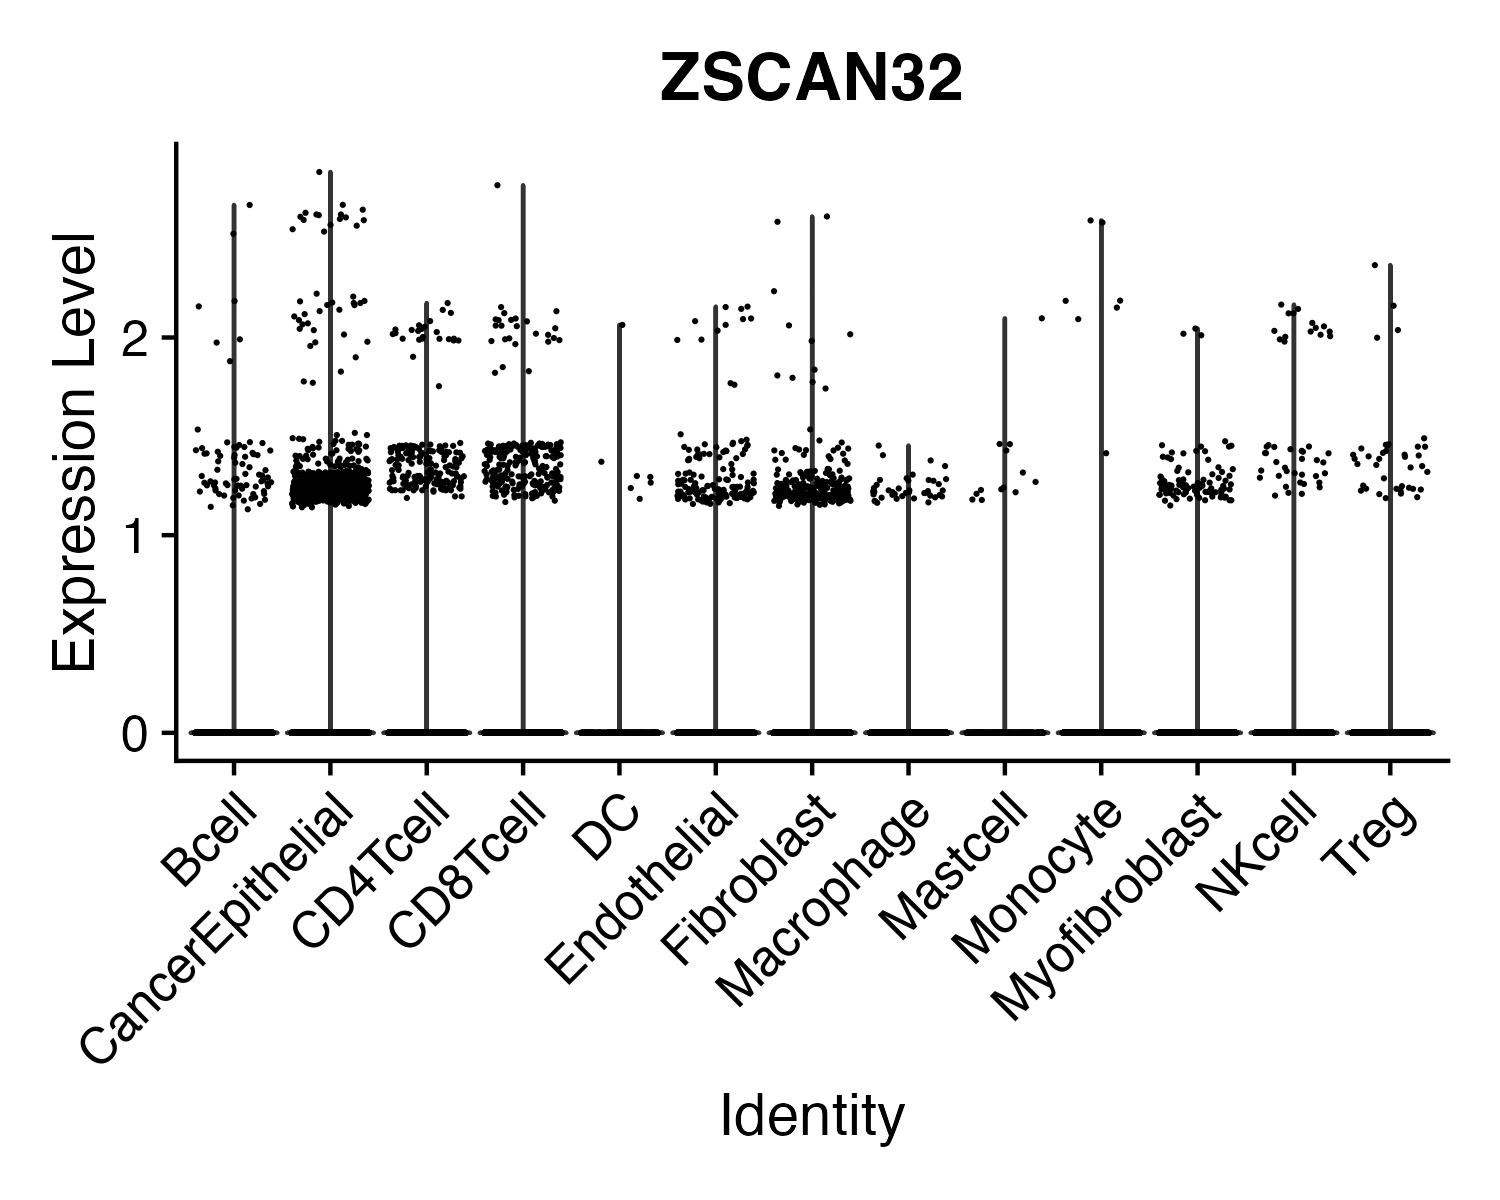 ZSCAN32
Expression Level
2
1
0
Bcell
CancerEpithelial
CD4Tcell
CD8Tcell
DC
Endothelial
Fibroblast
Macrophage
Mastcell
Monocyte
Myofibroblast
NKcell
Treg
Identity